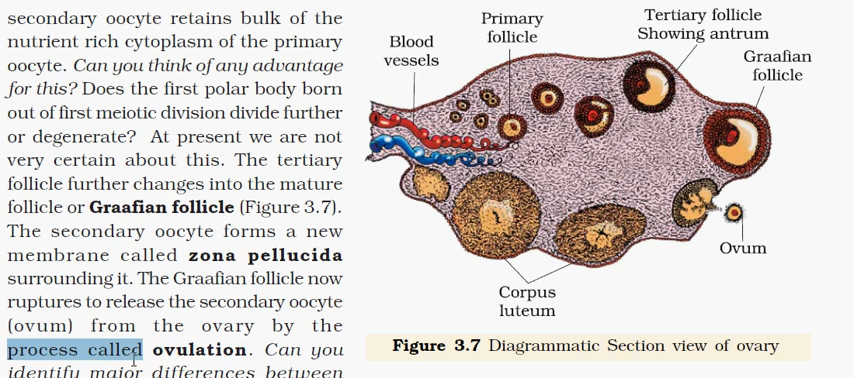 secondary oocyte retains bulk of the
nutrient rich cytoplasm of the primary
oocyte. Can you think of any advantage
for this? Does the first polar body born
out of first meiotic division divide further
or degenerate? At present we are not
very certain about this. The tertiary
follicle further changes into the mature
follicle or Graafian follicle (Figure 3.7).
The secondary oocyte forms a new
membrane called zona pellucida
surrounding it. The Graafian follicle now
ruptures to release the secondary oocyte
(ovum) from the ovary by the
process called ovulation. Can you
identify major differences between
Blood
vessels
Primary
follicle
Tertiary follicle
Showing antrum
Graafian
follicle
Ovum
Corpus
luteum
Figure 3.7 Diagrammatic Section view of ovary